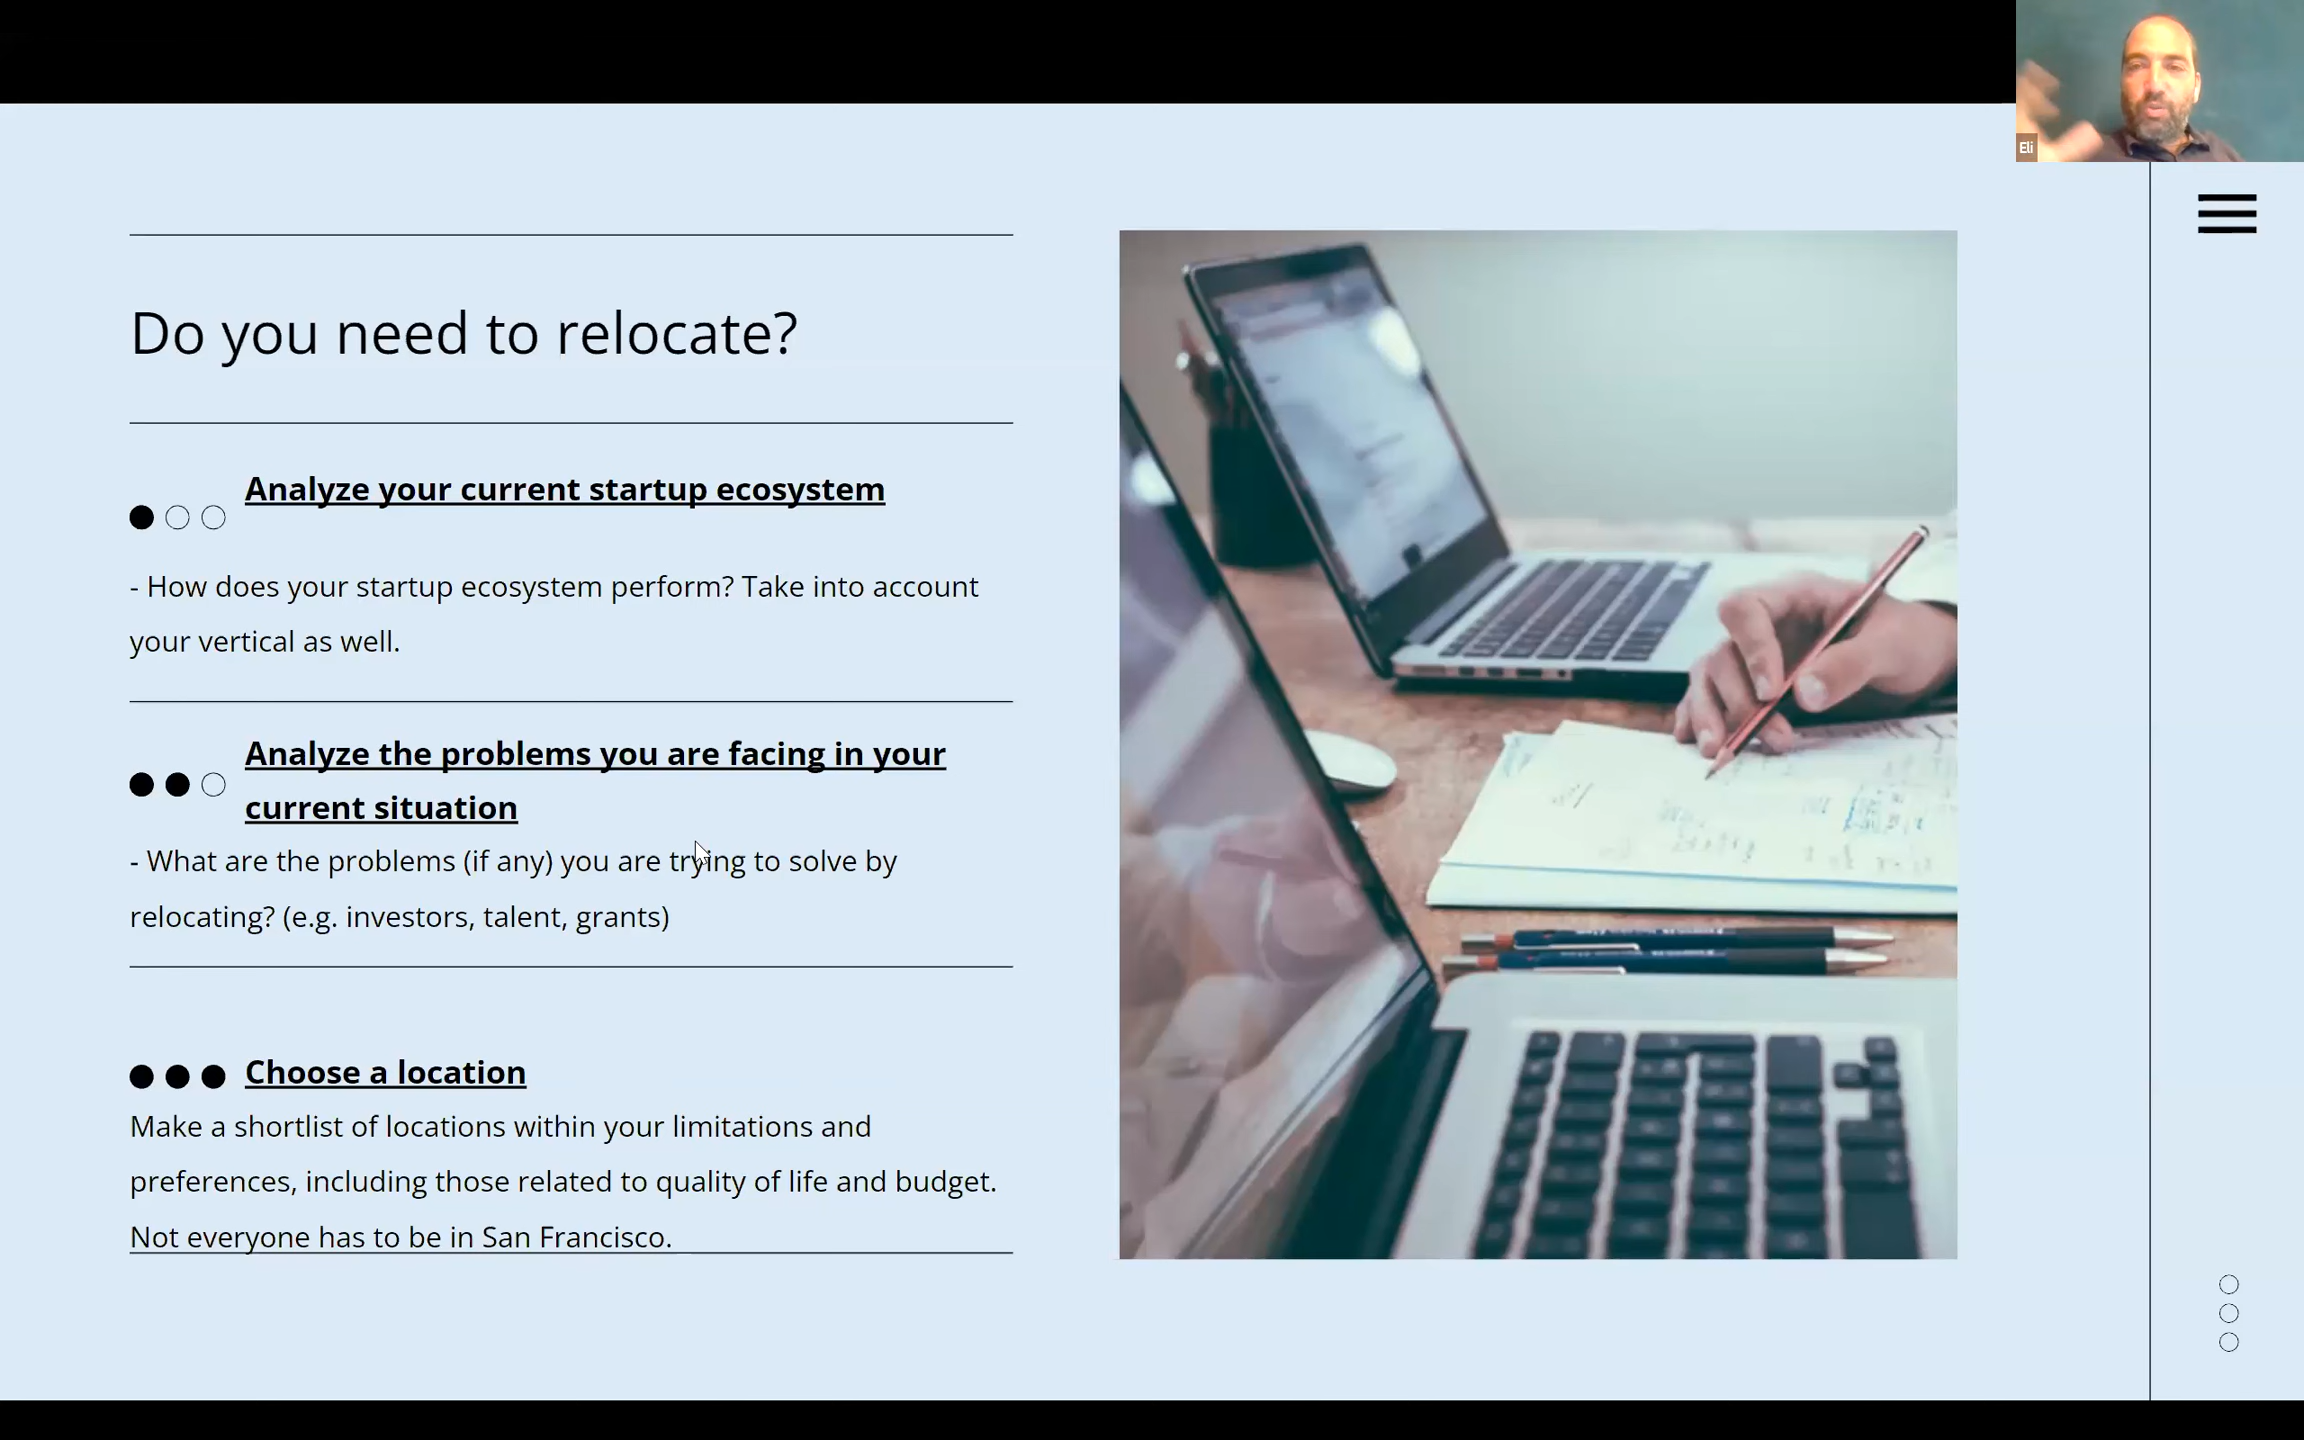 Eli
Do you need to relocate?
Analyze your current startup ecosystem
- How does your startup ecosystem perform? Take into account
your vertical as well.
Analyze the problems you are facing in your
current situation
- What are the problems (if any) you are trying to solve by
relocating? (e.g. investors, talent, grants)
Choose a location
Make a shortlist of locations within your limitations and
preferences, including those related to quality of life and budget.
Not everyone has to be in San Francisco.